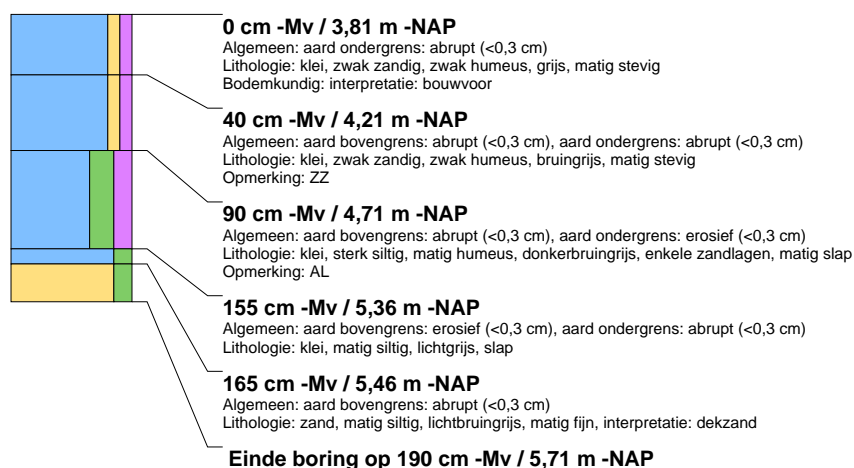 0 cm -Mv / 3,81 m -NAP
Algemeen: aard ondergrens: abrupt (<0,3 cm)
Lithologie: klei, zwak zandig, zwak humeus, grijs, matig stevig
Bodemkundig: interpretatie: bouwvoor
40 cm -Mv / 4,21 m -NAP
Algemeen: aard bovengrens: abrupt (<0,3 cm), aard ondergrens: abrupt (<0,3 cm)
Lithologie: klei, zwak zandig, zwak humeus, bruingrijs, matig stevig
Opmerking: ZZ
90 cm -Mv / 4,71 m -NAP
Algemeen: aard bovengrens: abrupt (<0,3 cm), aard ondergrens: erosief (<0,3 cm)
Lithologie: klei, sterk siltig, matig humeus, donkerbruingrijs, enkele zandlagen, matig slap
Opmerking: AL
155 cm -Mv / 5,36 m -NAP
Algemeen: aard bovengrens: erosief (<0,3 cm), aard ondergrens: abrupt (<0,3 cm)
Lithologie: klei, matig siltig, lichtgrijs, slap
165 cm -Mv / 5,46 m -NAP
Algemeen: aard bovengrens: abrupt (<0,3 cm)
Lithologie: zand, matig siltig, lichtbruingrijs, matig fijn, interpretatie: dekzand
Einde boring op 190 cm -Mv / 5,71 m -NAP